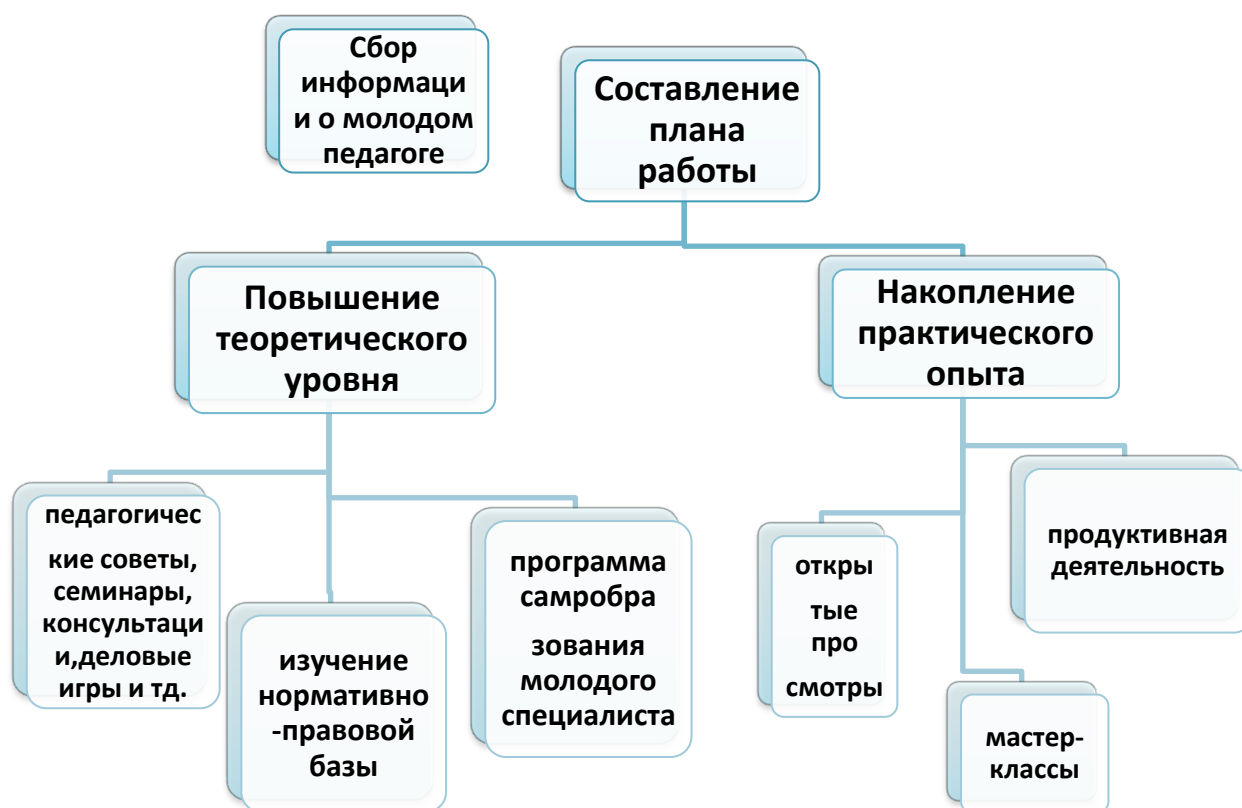 Сбор
информаци
и о молодом
педагоге
Составление
плана
работы
Повышение
теоретического
уровня
Накопление
практического
опыта
педагогичес
кие советы,
семинары,
консультаци
и,деловые
игры и тд.
изучение
нормативно
-правовой
базы
программа
самробра
зования
молодого
специалиста
откры
тые
про
смотры
мастер-
классы
продуктивная
деятельность